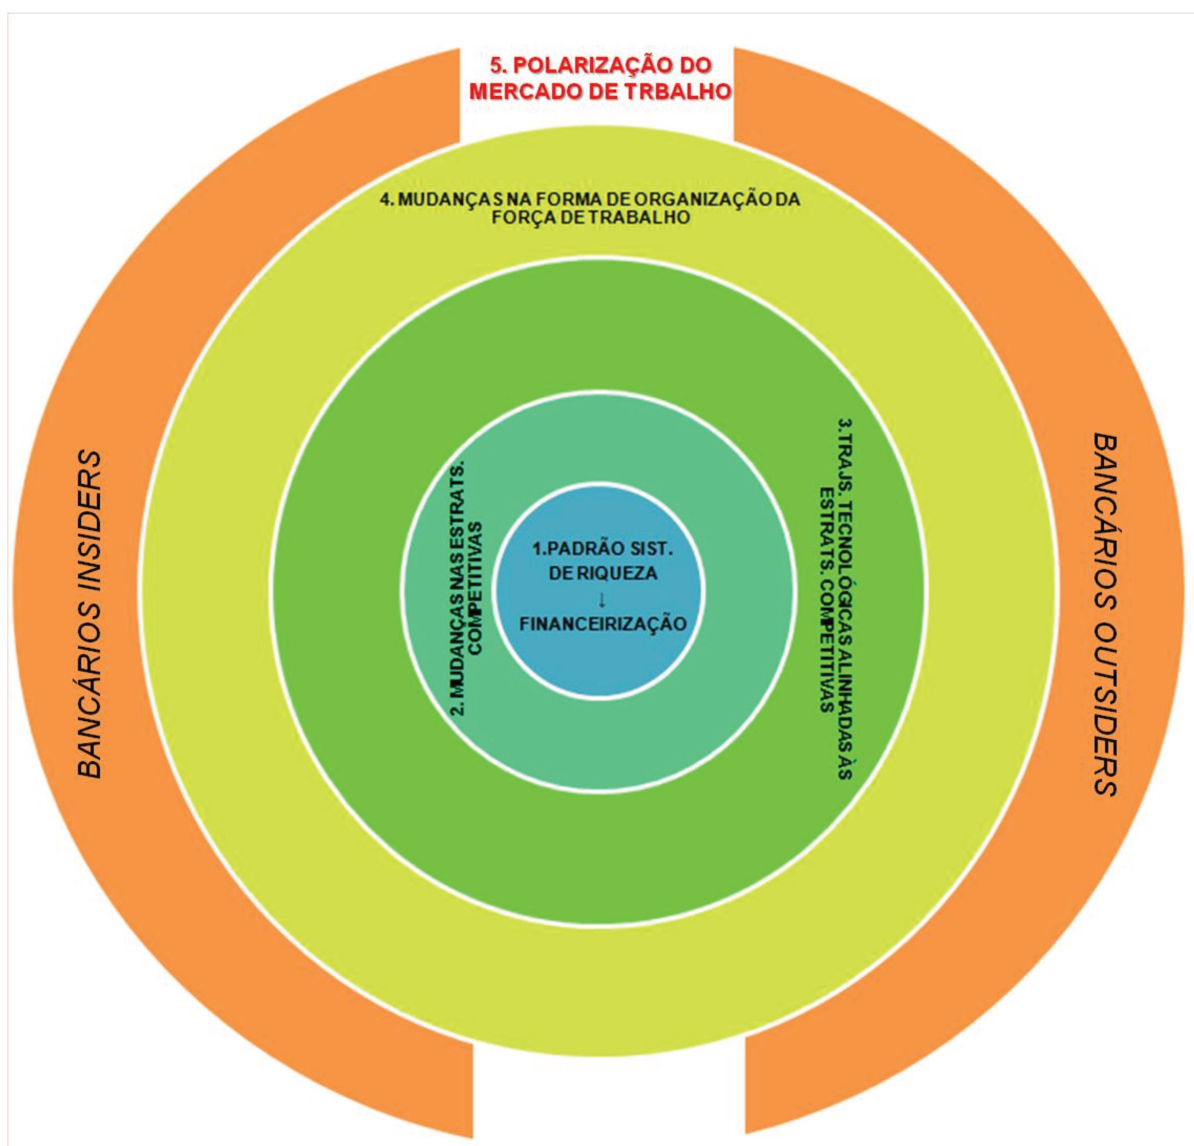 5. POLARIZAÇÃO DO
MERCADO DE TRBALHO
4. MUDANÇAS NA FORMA DE ORGANIZAÇÃO DA
FORÇA DE TRABALHO
BANCÁRIOS INSIDERS
2. MUDANÇAS NAS ESTRATS.
COMPETITIVAS
1.PADRÃO SIST.
DE RIQUEZA
↓
FINANCEIRIZAÇÃO
3.TRAJS. TECNOLÓGICAS ALINHADAS ÀS
ESTRATS. COMPETITIVAS
BANCÁRIOS OUTSIDERS